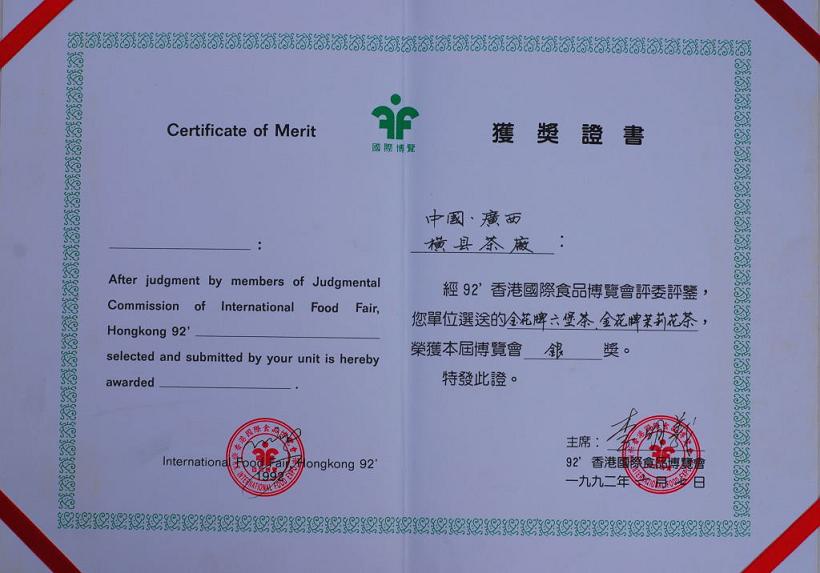 Certificate of Merit
國際博覽
:
After judgment by members of Judgmental
Commission of International Food Fair,
Hongkong 92'
selected and submitted by your unit is hereby
awarded .
International Food Fair, Hongkong 92'
1992
獲獎證書
中國·廣西
橫县茶廠:
經92'香港國際食品博覽會評委評鑒,
您單位選送的金花牌六堡茶、金花牌茉莉花茶,
榮獲本屆博覽會銀獎。
特發此證。
主席:
92'香港國際食品博覽會
一九九二年 月 日